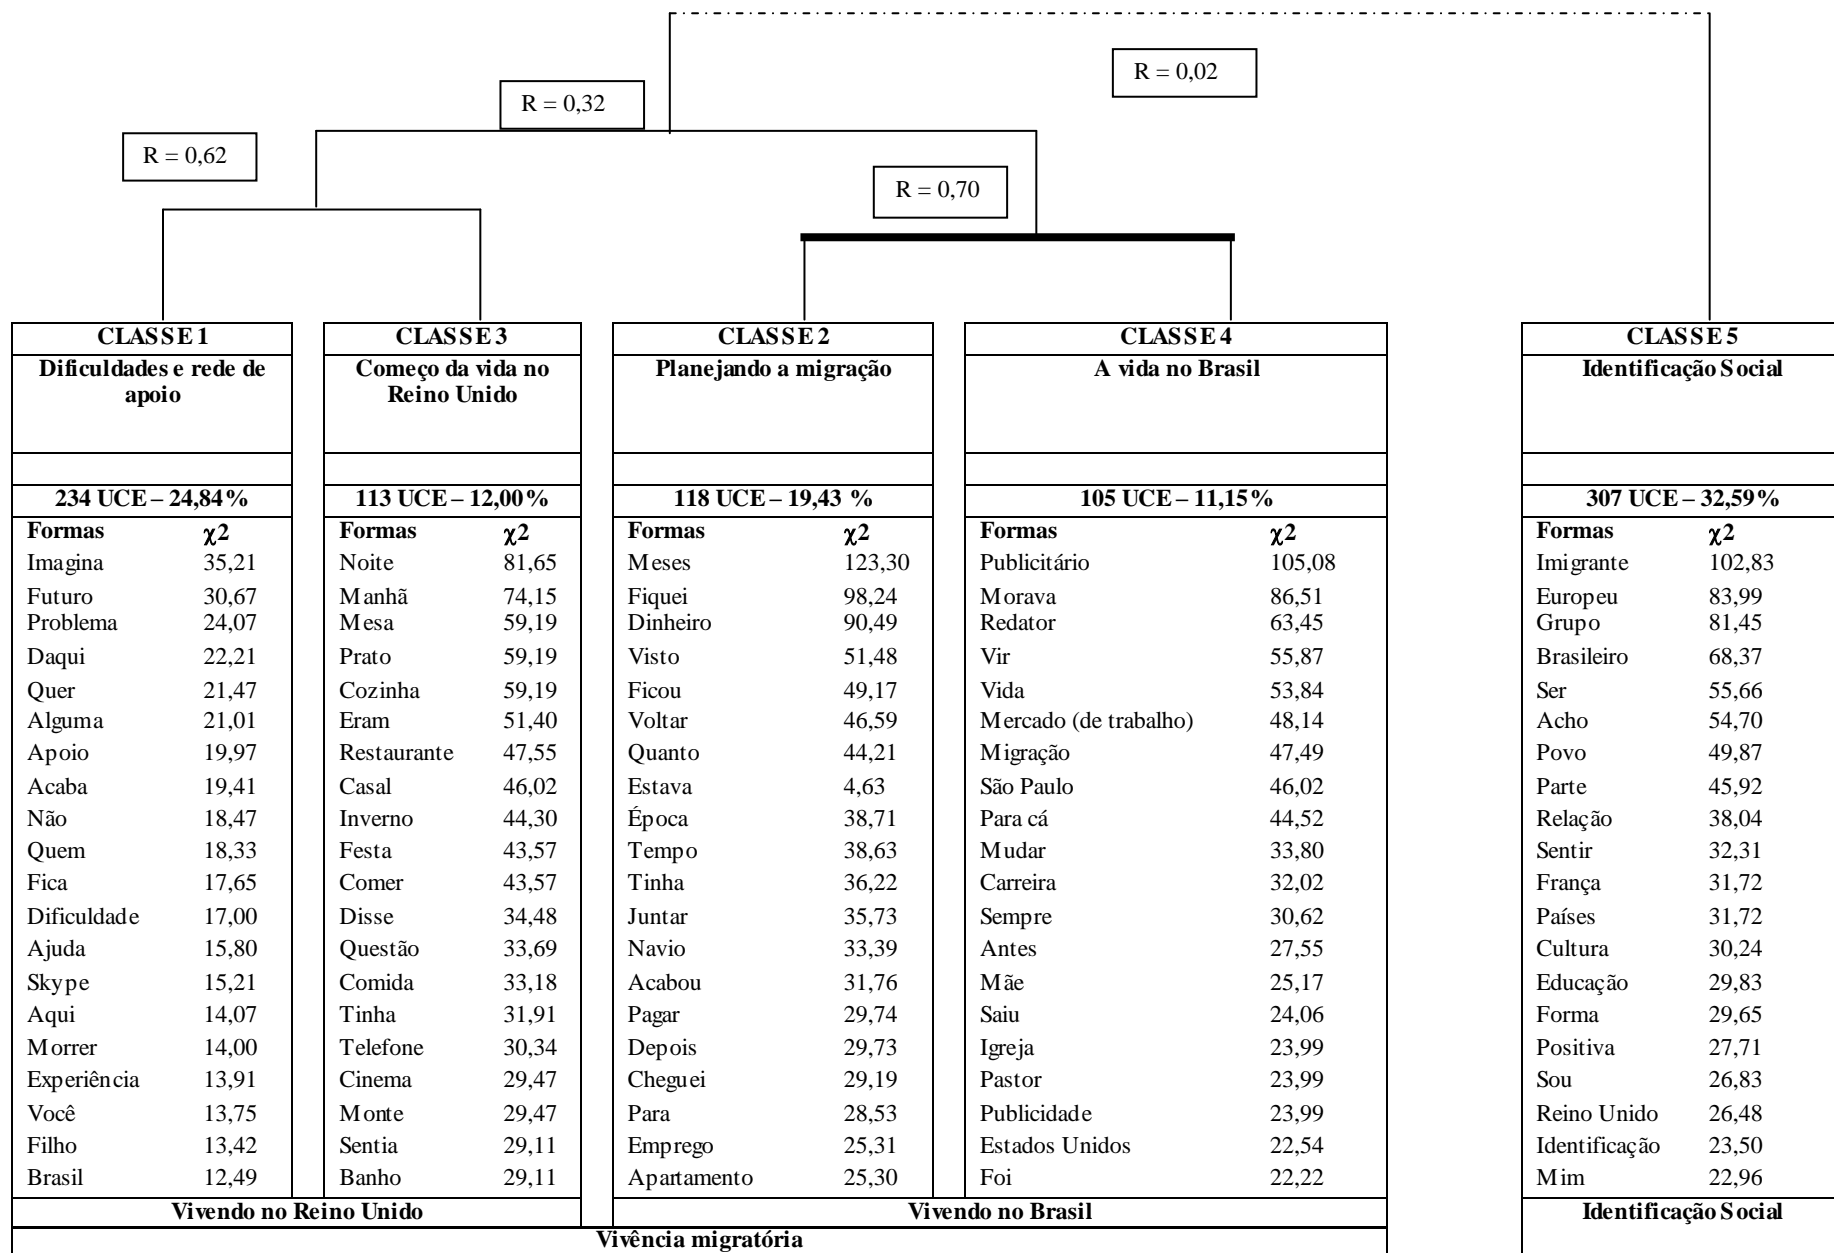 R = 0,02
R = 0,32
R = 0,62
R = 0,70
CLASSE 1
Dificuldades e rede de
apoio
234 UCE – 24,84%
Formas χ2
Imagina 35,21
Futuro 30,67
Problema 24,07
Daqui 22,21
Quer 21,47
Alguma 21,01
Apoio 19,97
Acaba 19,41
Não 18,47
Quem 18,33
Fica 17,65
Dificuldade 17,00
Ajuda 15,80
Skype 15,21
Aqui 14,07
Morrer 14,00
Experiência 13,91
Você 13,75
Filho 13,42
Brasil 12,49
CLASSE 3
Começo da vida no
Reino Unido
113 UCE – 12,00%
Formas χ2
Noite 81,65
Manhã 74,15
Mesa 59,19
Prato 59,19
Cozinha 59,19
Eram 51,40
Restaurante 47,55
Casal 46,02
Inverno 44,30
Festa 43,57
Comer 43,57
Disse 34,48
Questão 33,69
Comida 33,18
Tinha 31,91
Telefone 30,34
Cinema 29,47
Monte 29,47
Sentia 29,11
Banho 29,11
Vivendo no Reino Unido
CLASSE 2
Planejando a migração
118 UCE – 19,43 %
Formas χ2
Meses 123,30
Fiquei 98,24
Dinheiro 90,49
Visto 51,48
Ficou 49,17
Voltar 46,59
Quanto 44,21
Estava 4,63
Época 38,71
Tempo 38,63
Tinha 36,22
Juntar 35,73
Navio 33,39
Acabou 31,76
Pagar 29,74
Depois 29,73
Cheguei 29,19
Para 28,53
Emprego 25,31
Apartamento 25,30
CLASSE 4
A vida no Brasil
105 UCE – 11,15%
Formas χ2
Publicitário 105,08
Morava 86,51
Redator 63,45
Vir 55,87
Vida 53,84
Mercado (de trabalho) 48,14
Migração 47,49
São Paulo 46,02
Para cá 44,52
Mudar 33,80
Carreira 32,02
Sempre 30,62
Antes 27,55
Mãe 25,17
Saiu 24,06
Igreja 23,99
Pastor 23,99
Publicidade 23,99
Estados Unidos 22,54
Foi 22,22
Vivendo no Brasil
Vivência migratória
CLASSE 5
Identificação Social
307 UCE – 32,59%
Formas χ2
Imigrante 102,83
Europeu 83,99
Grupo 81,45
Brasileiro 68,37
Ser 55,66
Acho 54,70
Povo 49,87
Parte 45,92
Relação 38,04
Sentir 32,31
França 31,72
Países 31,72
Cultura 30,24
Educação 29,83
Forma 29,65
Positiva 27,71
Sou 26,83
Reino Unido 26,48
Identificação 23,50
Mim 22,96
Identificação Social